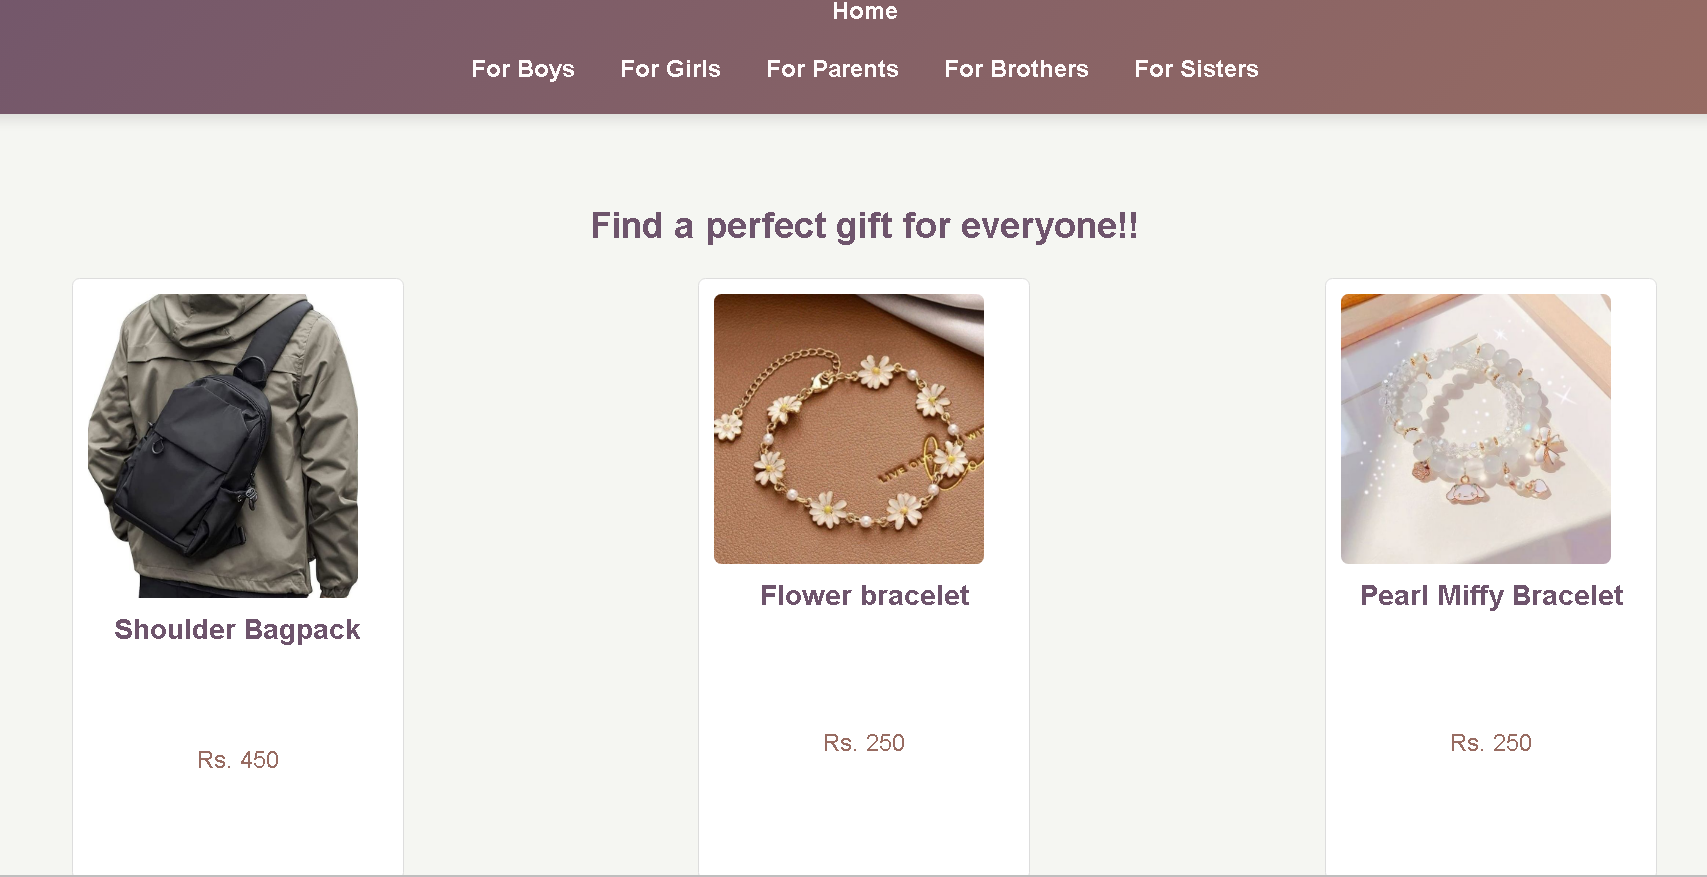 Home
For Boys For Girls For Parents For Brothers For Sisters
Find a perfect gift for everyone!!
LIVE
Shoulder Bagpack
Rs. 450
Flower bracelet
Rs. 250
Pearl Miffy Bracelet
Rs. 250